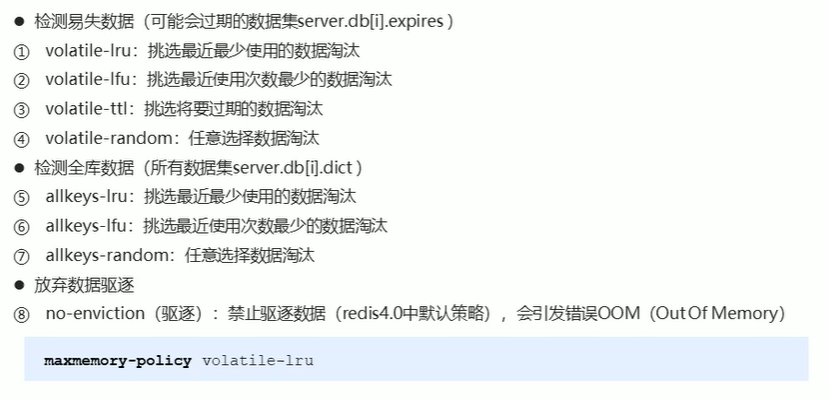 ● 检测易失数据（可能会过期的数据集server.db[i].expires ）
① volatile-lru：挑选最近最少使用的数据淘汰
② volatile-lfu：挑选最近使用次数最少的数据淘汰
③ volatile-ttl：挑选将要过期的数据淘汰
④ volatile-random：任意选择数据淘汰
● 检测全库数据（所有数据集server.db[i].dict ）
⑤ allkeys-lru：挑选最近最少使用的数据淘汰
⑥ allkeys-lfu：挑选最近使用次数最少的数据淘汰
⑦ allkeys-random：任意选择数据淘汰
● 放弃数据驱逐
⑧ no-enviction（驱逐）：禁止驱逐数据（redis4.0中默认策略），会引发错误OOM（Out Of Memory）
maxmemory-policy volatile-lru